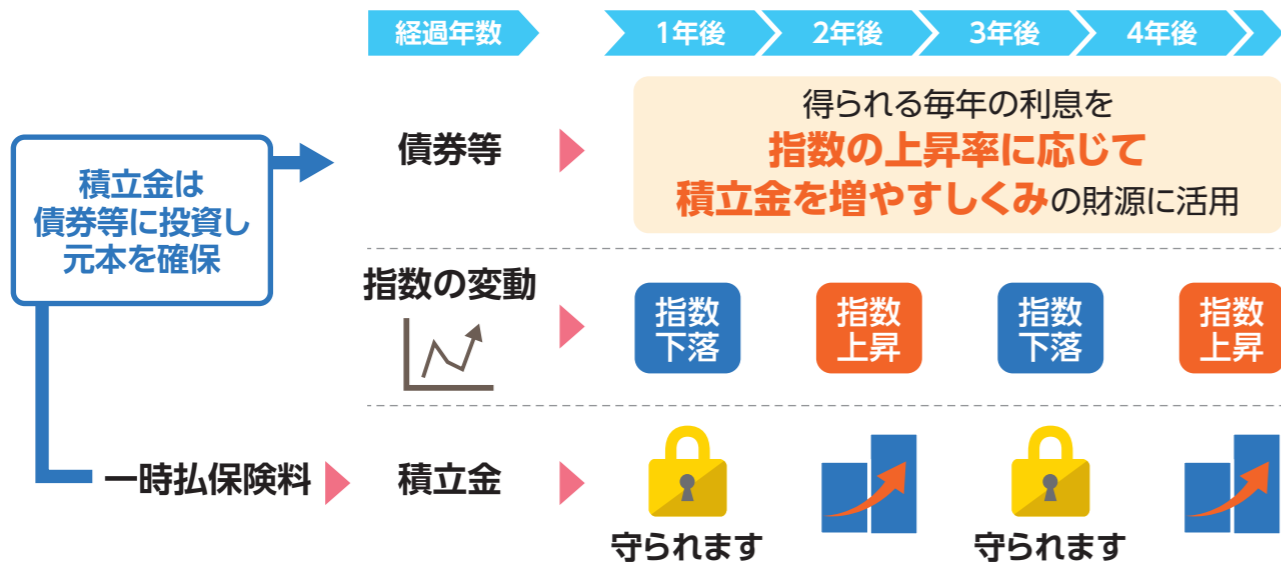 経過年数
1年後
2年後
3年後
4年後
積立金は
債券等に投資し
元本を確保
債券等
得られる毎年の利息を
指数の上昇率に応じて
積立金を増やすしくみの財源に活用
指数の変動
指数
下落
指数
上昇
指数
下落
指数
上昇
一時払保険料
積立金
守られます
守られます